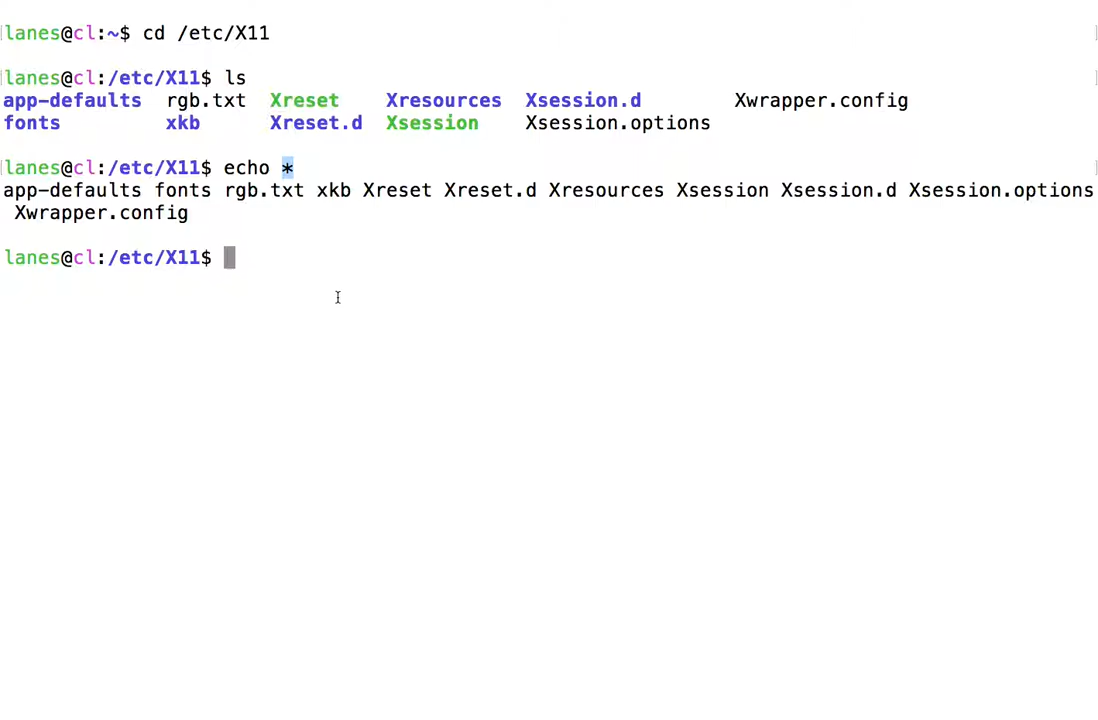 lanes@cl:~$ cd /etc/X11
lanes@cl:/etc/X11$ ls
app-defaults rgb.txt Xreset Xresources Xsession.d Xwrapper.config
fonts xkb Xreset.d Xsession Xsession.options
lanes@cl:/etc/X11$ echo *
app-defaults fonts rgb.txt xkb Xreset Xreset.d Xresources Xsession Xsession.d Xsession.options
Xwrapper.config
lanes@cl:/etc/X11$